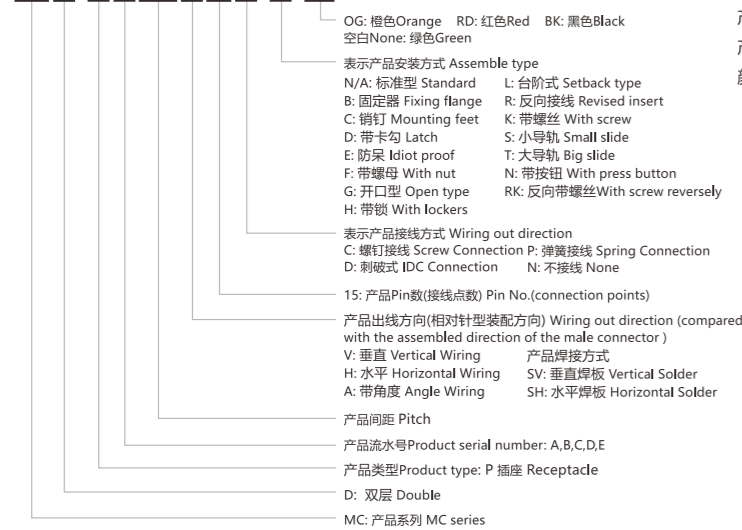 OG: 橙色Orange RD: 红色Red BK: 黑色Black
空白None: 绿色Green
表示产品安装方式 Assemble type
N/A: 标准型 Standard L: 台阶式 Setback type
B: 固定器 Fixing flange R: 反向接线 Revised insert
C: 销钉 Mounting feet K: 带螺丝 With screw
D: 带卡勾 Latch S: 小导轨 Small slide
E: 防呆 Idiot proof T: 大导轨 Big slide
F: 带螺母 With nut N: 带按钮 With press button
G: 开口型 Open type RK: 反向带螺丝With screw reversely
H: 带锁 With lockers
表示产品接线方式 Wiring out direction
C: 螺钉接线 Screw Connection P: 弹簧接线 Spring Connection
D: 刺破式 IDC Connection N: 不接线 None
15: 产品Pin数(接线点数) Pin No.(connection points)
产品出线方向(相对针型装配方向) Wiring out direction (compared
with the assembled direction of the male connector )
V: 垂直 Vertical Wiring 产品焊接方式
H: 水平 Horizontal Wiring SV: 垂直焊板 Vertical Solder
A: 带角度 Angle Wiring SH: 水平焊板 Horizontal Solder
产品间距 Pitch
产品流水号Product serial number: A,B,C,D,E
产品类型Product type: P 插座 Receptacle
D: 双层 Double
MC: 产品系列 MC series